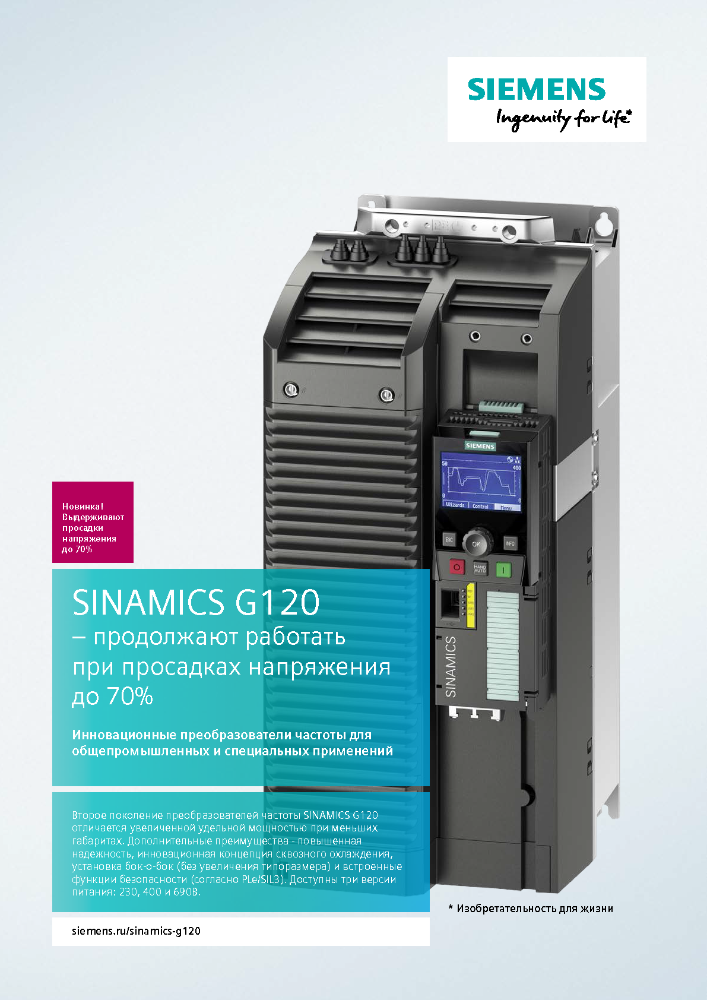 SIEMENS
Ingenuity for life*
SIEMENS
50
400
0
0
Wizards
Control
Menu
ESC
OK
INFO
HAND
AUTO
SINAMICS
Новинка!
Выдерживают
просадки
напряжения
до 70%
SINAMICS G120
– продолжают работать
при просадках напряжения
до 70%
Инновационные преобразователи частоты для
общепромышленных и специальных применений
Второе поколение преобразователей частоты SINAMICS G120
отличается увеличенной удельной мощностью при меньших
габаритах. Дополнительные преимущества - повышенная
надежность, инновационная концепция сквозного охлаждения,
установка бок-о-бок (без увеличения типоразмера) и встроенные
функции безопасности (согласно PLe/SIL3). Доступны три версии
питания: 230, 400 и 690В.
* Изобретательность для жизни
siemens.ru/sinamics-g120